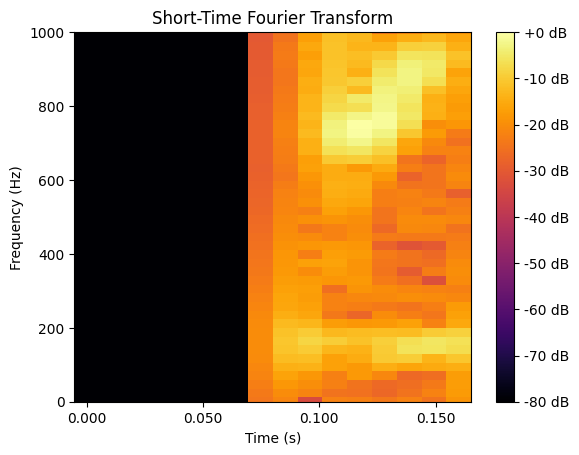 Short-Time Fourier Transform
1000
800
600
400
200
0
Frequency (Hz)
0.000
0.050
0.100
0.150
Time (s)
+0 dB
-10 dB
-20 dB
-30 dB
-40 dB
-50 dB
-60 dB
-70 dB
-80 dB